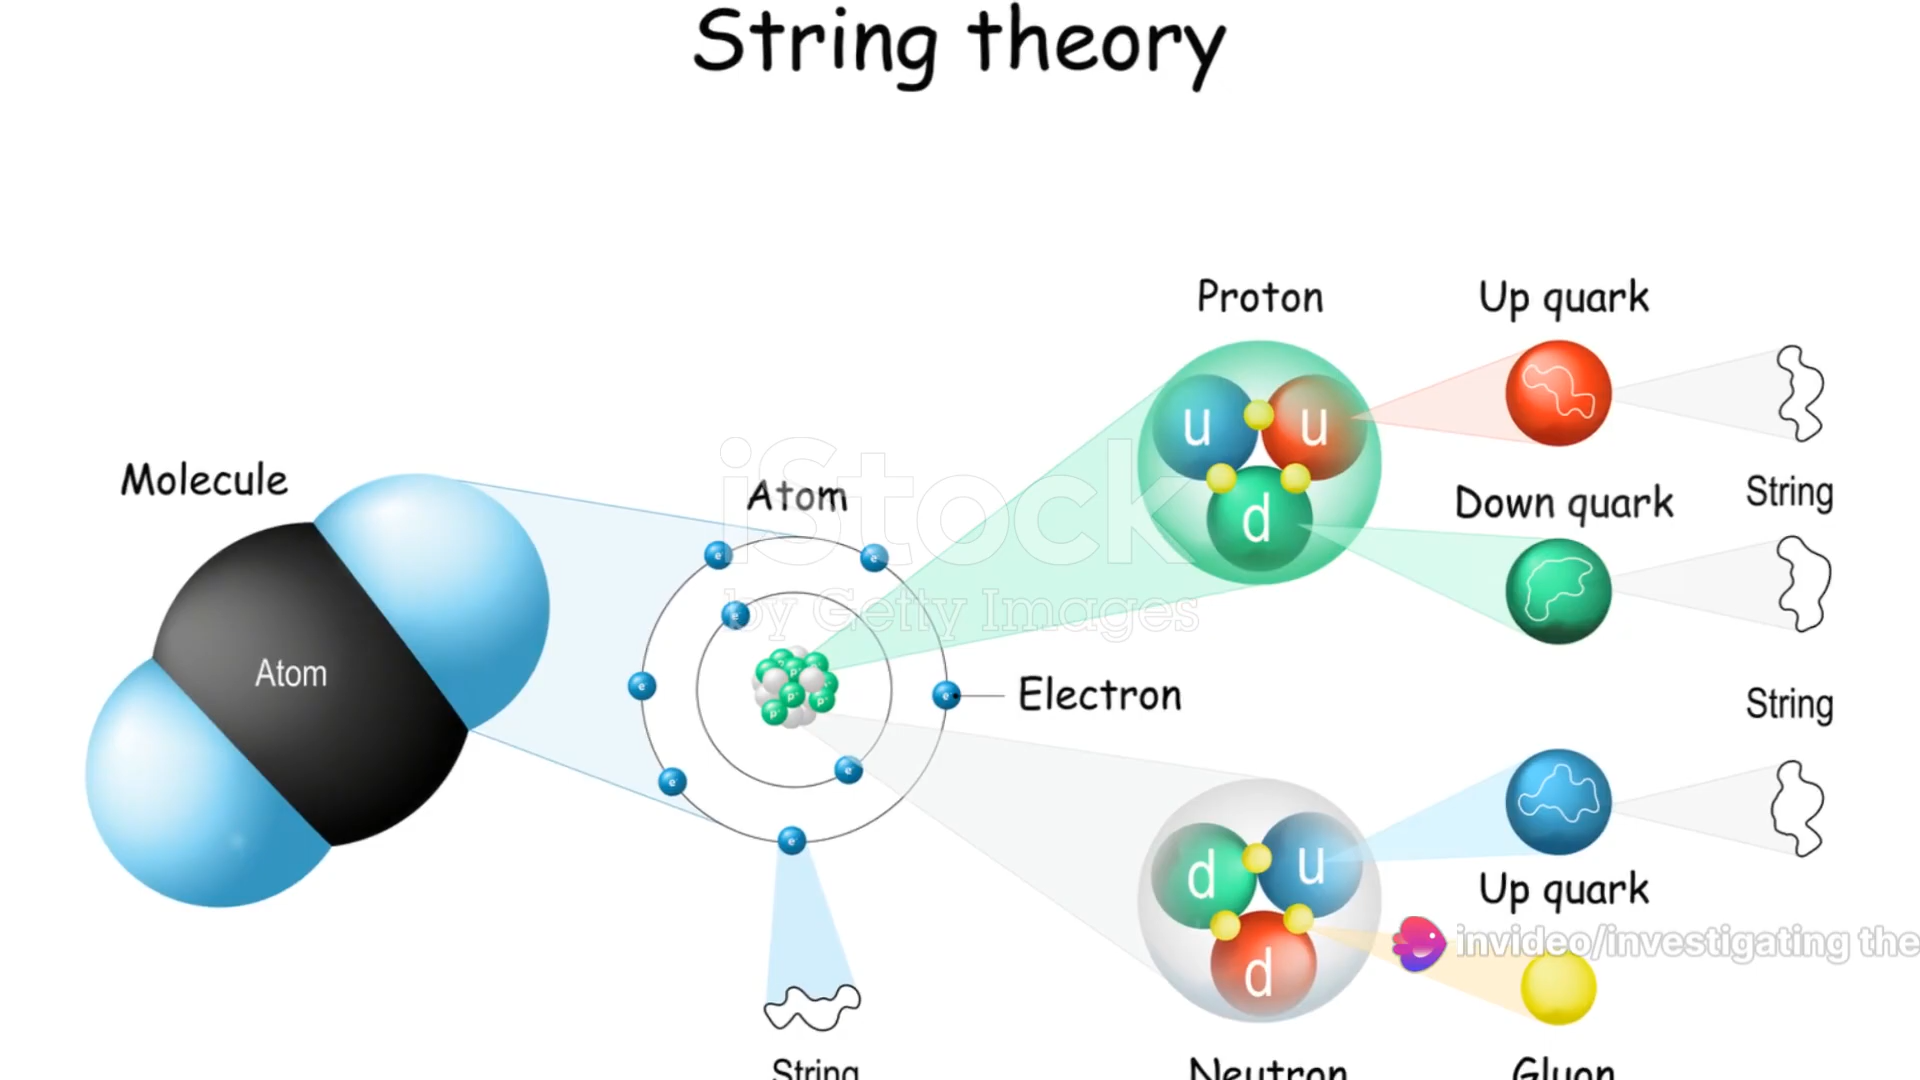 String theory
Proton
Up quark
u
u
d
Molecule
Atom
Down quark
String
iStock
by Getty Images
Atom
Electron
String
d
u
d
Up quark
invideo/investigating the
String
Neutron
Gluon